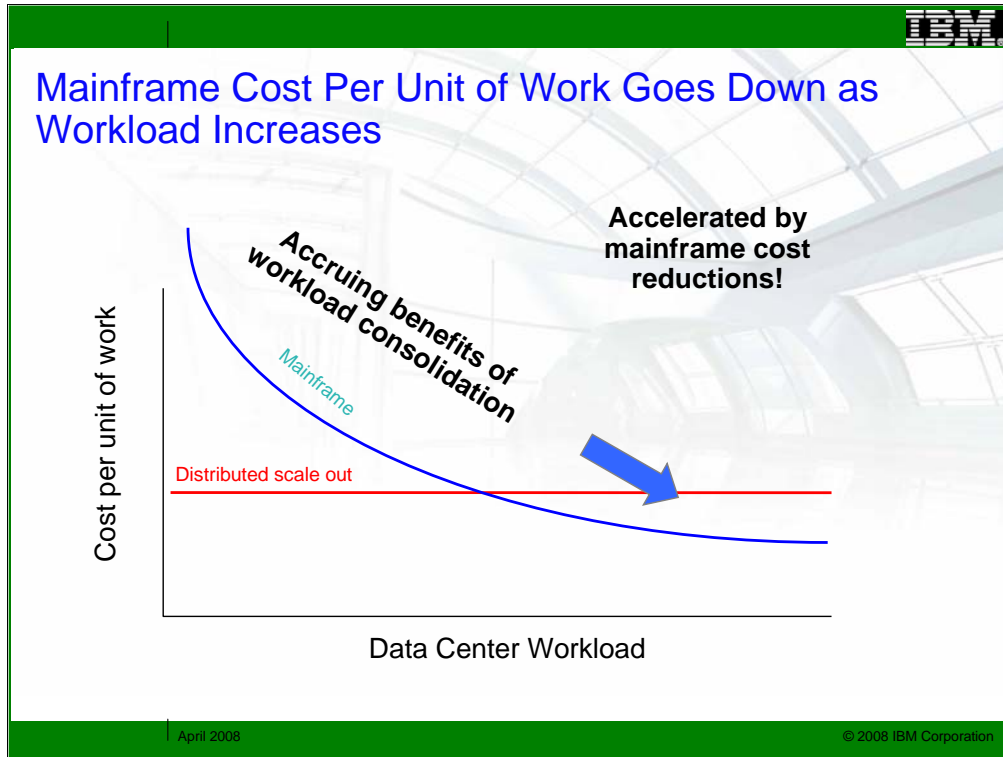 IBM
Mainframe Cost Per Unit of Work Goes Down as
Workload Increases
Accelerated by
mainframe cost
reductions!
Accruing benefits of
workload consolidation
Mainframe
Distributed scale out
Cost per unit of work
Data Center Workload
April 2008
© 2008 IBM Corporation